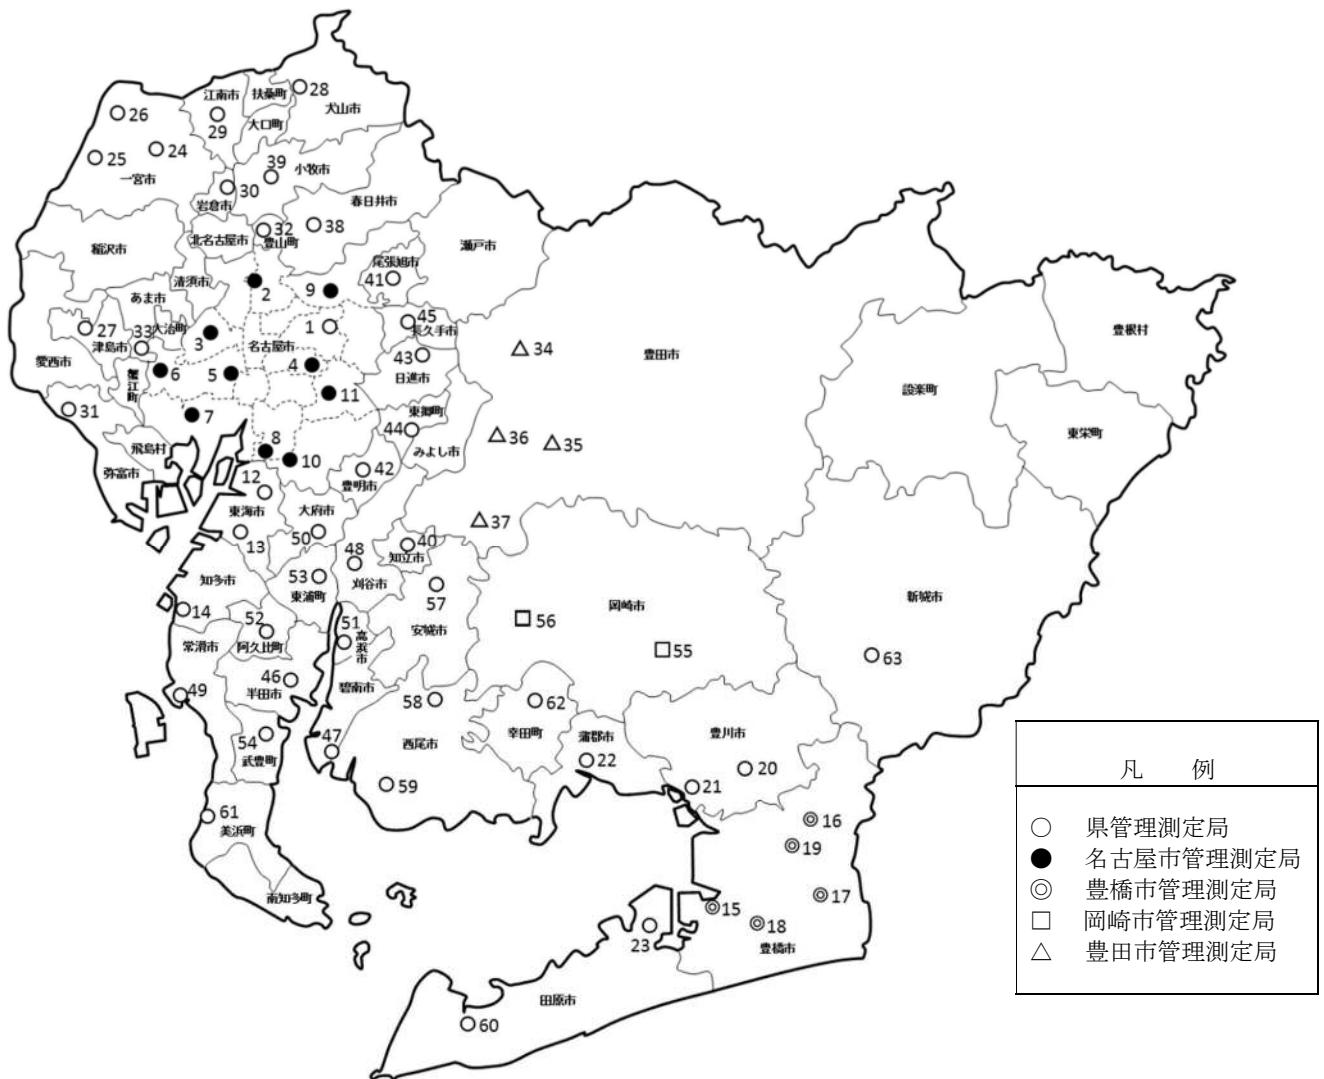 28
江南市
扶桑町
犬山市
26
29
大口町
24
25
39
小牧市
一宮市
30
岩倉市
春日井市
32
38
北名古屋市
豊山町
稲沢市
瀬戸市
尾張旭市
清須市
41
2
9
あま市
45
27
33
大治町
1
長久手市
豊根村
3
名古屋市
津島市
34
豊田市
愛西市
43
4
6
5
日進市
蟹江町
設楽町
11
31
7
東郷町
44
36
35
東栄町
8
みよし市
飛島村
10
42
弥富市
12
豊明市
東海市
大府市
37
13
50
48
40
知立市
知多市
53
刈谷市
東浦町
57
新城市
14
52
51
岡崎市
56
高浜市
安城市
常滑市
阿久比町
55
63
46
半田市
碧南市
49
58
62
54
47
西尾市
幸田町
蒲郡市
豊川市
武豊町
22
20
59
21
61
美浜町
16
19
南知多町
17
15
18
23
豊橋市
田原市
60
凡 例
○ 県管理測定局
● 名古屋市管理測定局
◎ 豊橋市管理測定局
□ 岡崎市管理測定局
△ 豊田市管理測定局